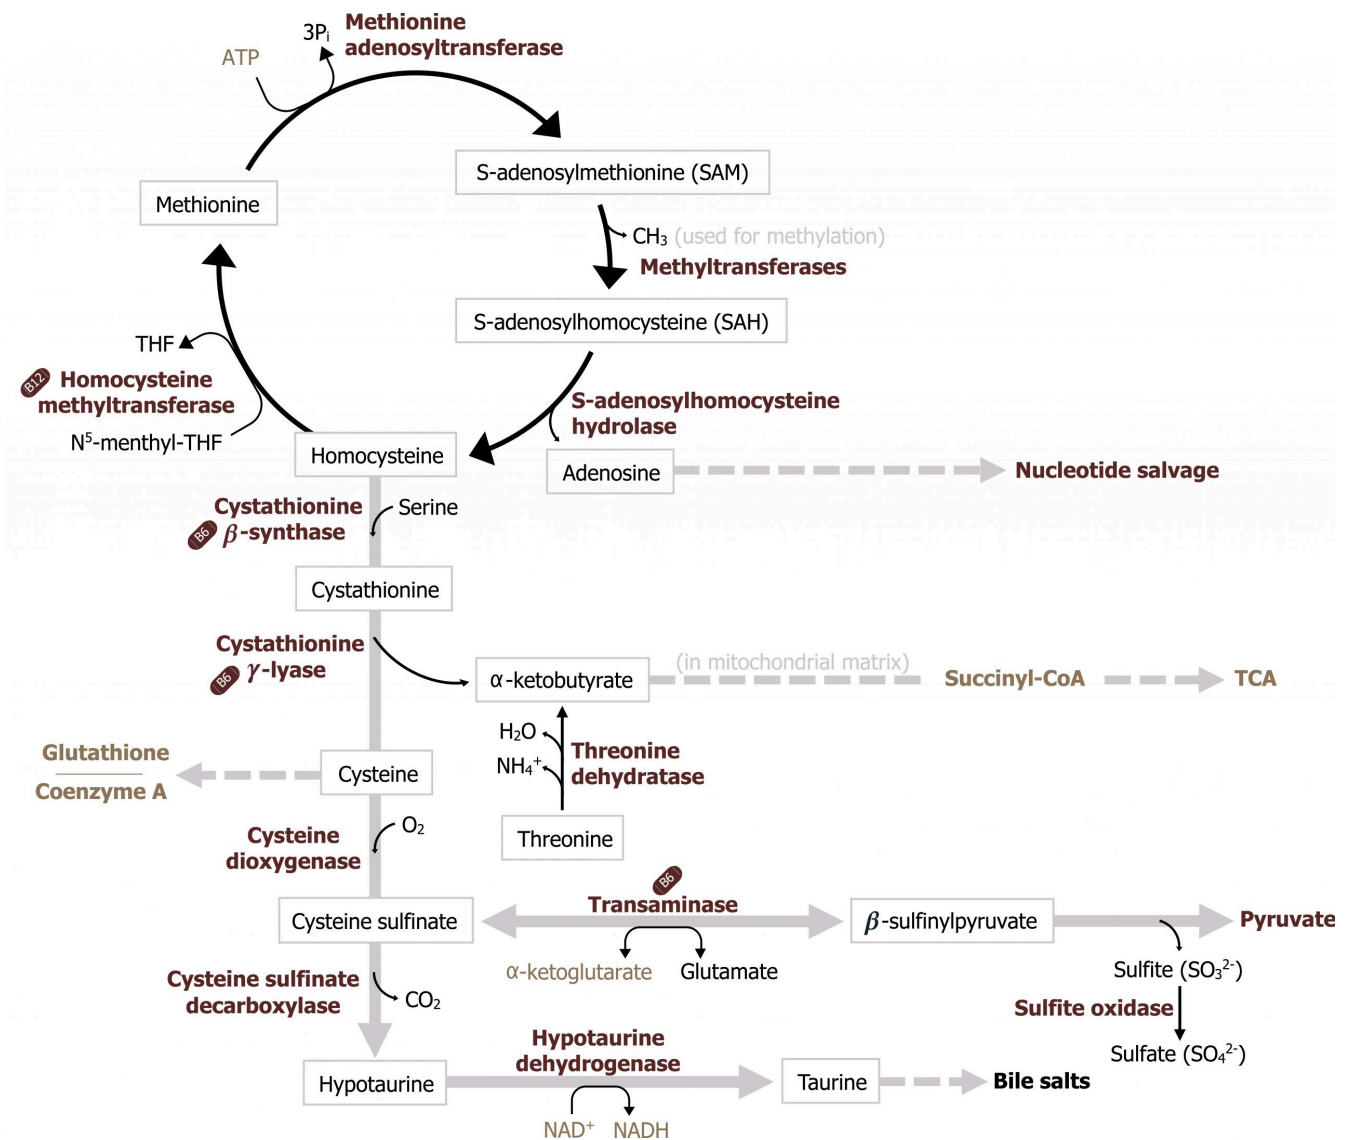 Methionine
adenosyltransferase
3Pi
ATP
S-adenosylmethionine (SAM)
Methionine
CH3 (used for methylation)
Methyltransferases
S-adenosylhomocysteine (SAH)
THF
B12
Homocysteine
methyltransferase
N5-menthyl-THF
S-adenosylhomocysteine
hydrolase
Homocysteine
Adenosine
Nucleotide salvage
Cystathionine
β-synthase
B6
Serine
Cystathionine
Cystathionine
γ-lyase
B6
α-ketobutyrate
(in mitochondrial matrix)
Succinyl-CoA
TCA
H2O
NH4+
Threonine
dehydratase
Threonine
Glutathione
Coenzyme A
Cysteine
Cysteine
dioxygenase
O2
B6
Transaminase
Cysteine sulfinate
β-sulfinylpyruvate
Pyruvate
α-ketoglutarate
Glutamate
Sulfite (SO32-)
Sulfite oxidase
Sulfate (SO42-)
Cysteine sulfinate
decarboxylase
CO2
Hypotaurine
dehydrogenase
Hypotaurine
Taurine
Bile salts
NAD+
NADH